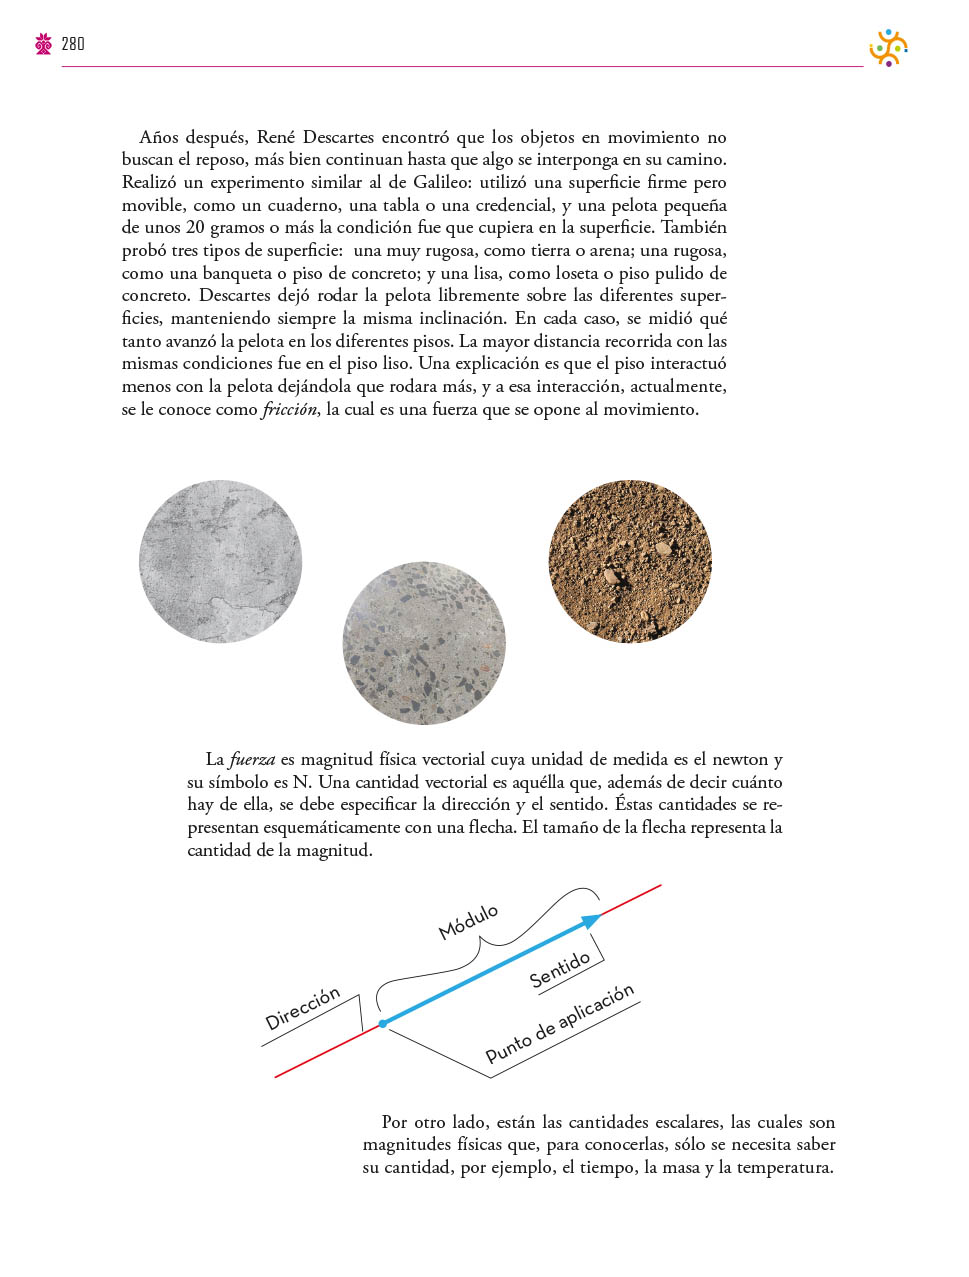 280
Años después, René Descartes encontró que los objetos en movimiento no
buscan el reposo, más bien continuan hasta que algo se interponga en su camino.
Realizó un experimento similar al de Galileo: utilizó una superficie firme pero
movible, como un cuaderno, una tabla o una credencial, y una pelota pequeña
de unos 20 gramos o más la condición fue que cupiera en la superficie. También
probó tres tipos de superficie: una muy rugosa, como tierra o arena; una rugosa,
como una banqueta o piso de concreto; y una lisa, como loseta o piso pulido de
concreto. Descartes dejó rodar la pelota libremente sobre las diferentes super-
ficies, manteniendo siempre la misma inclinación. En cada caso, se midió qué
tanto avanzó la pelota en los diferentes pisos. La mayor distancia recorrida con las
mismas condiciones fue en el piso liso. Una explicación es que el piso interactuó
menos con la pelota dejándola que rodara más, y a esa interacción, actualmente,
se le conoce como fricción, la cual es una fuerza que se opone al movimiento.
La fuerza es magnitud física vectorial cuya unidad de medida es el newton y
su símbolo es N. Una cantidad vectorial es aquélla que, además de decir cuánto
hay de ella, se debe especificar la dirección y el sentido. Éstas cantidades se re-
presentan esquemáticamente con una flecha. El tamaño de la flecha representa la
cantidad de la magnitud.
Módulo
Sentido
Dirección
Punto de aplicación
Por otro lado, están las cantidades escalares, las cuales son
magnitudes físicas que, para conocerlas, sólo se necesita saber
su cantidad, por ejemplo, el tiempo, la masa y la temperatura.